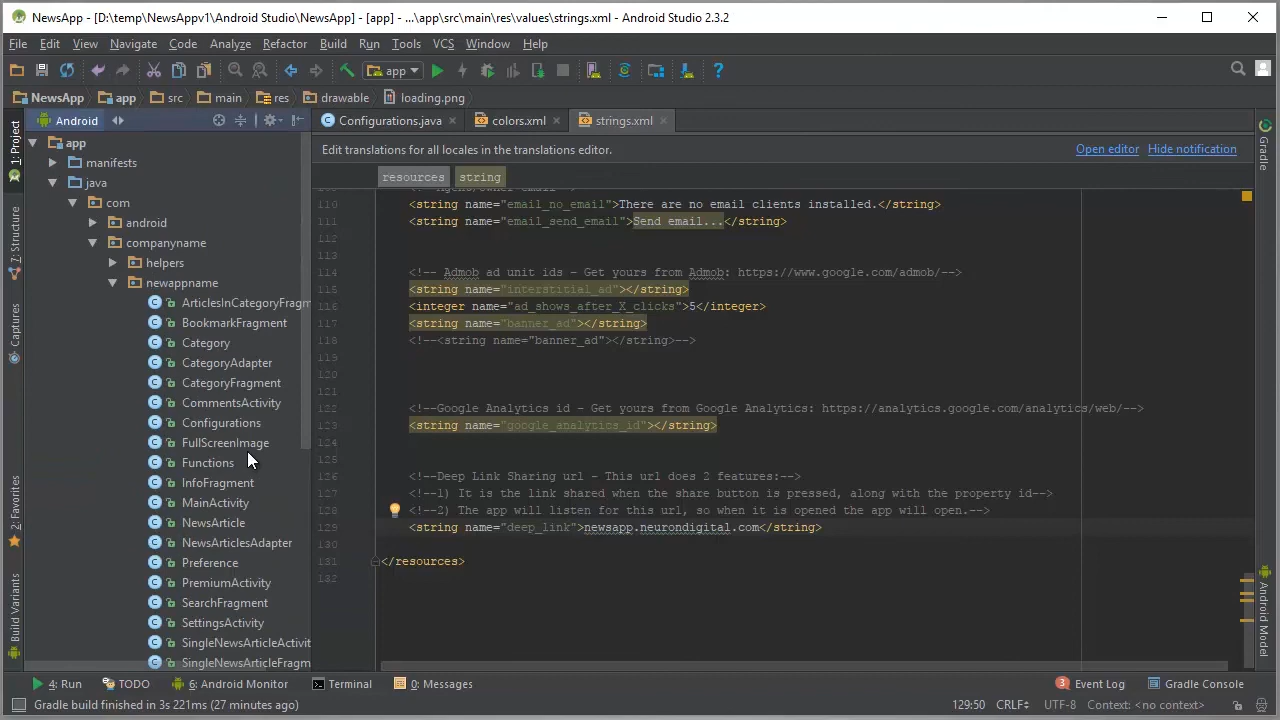 NewsApp - [D:\temp\NewsAppv1\Android Studio\NewsApp] - [app] - ...\app\src\main\res\values\strings.xml - Android Studio 2.3.2
File Edit View Navigate Code Analyze Refactor Build Run Tools VCS Window Help
app
NewsApp app src main res drawable loading.png
Android
Configurations.java colors.xml strings.xml
1: Project
7: Structure
Captures
2: Favorites
Build Variants
app
manifests
java
com
android
companyname
helpers
newappname
ArticlesInCategoryFragm
BookmarkFragment
Category
CategoryAdapter
CategoryFragment
CommentsActivity
Configurations
FullScreenImage
Functions
InfoFragment
MainActivity
NewsArticle
NewsArticlesAdapter
Preference
PremiumActivity
SearchFragment
SettingsActivity
SingleNewsArticleActivit
SingleNewsArticleFragm
Edit translations for all locales in the translations editor. Open editor Hide notification
resources string
110 <string name="email_no_email">There are no email clients installed.</string>
111 <string name="email_send_email">Send email...</string>
112
113
114 <!-- Admob ad unit ids - Get yours from Admob: https://www.google.com/admob/-->
115 <string name="interstitial_ad"></string>
116 <integer name="ad_shows_after_X_clicks">5</integer>
117 <string name="banner_ad"></string>
118 <!--<string name="banner_ad"></string>-->
119
120
121
122 <!--Google Analytics id - Get yours from Google Analytics: https://analytics.google.com/analytics/web/-->
123 <string name="google_analytics_id"></string>
124
125
126 <!--Deep Link Sharing url - This url does 2 features:-->
127 <!--1) It is the link shared when the share button is pressed, along with the property id-->
128 <!--2) The app will listen for this url, so when it is opened the app will open.-->
129 <string name="deep_link">newsapp.neurondigital.com</string>
130
131 </resources>
132
Gradle
Android Model
4: Run TODO 6: Android Monitor Terminal 0: Messages 3 Event Log Gradle Console
Gradle build finished in 3s 221ms (27 minutes ago) 129:50 CRLF UTF-8 Context: <no context>